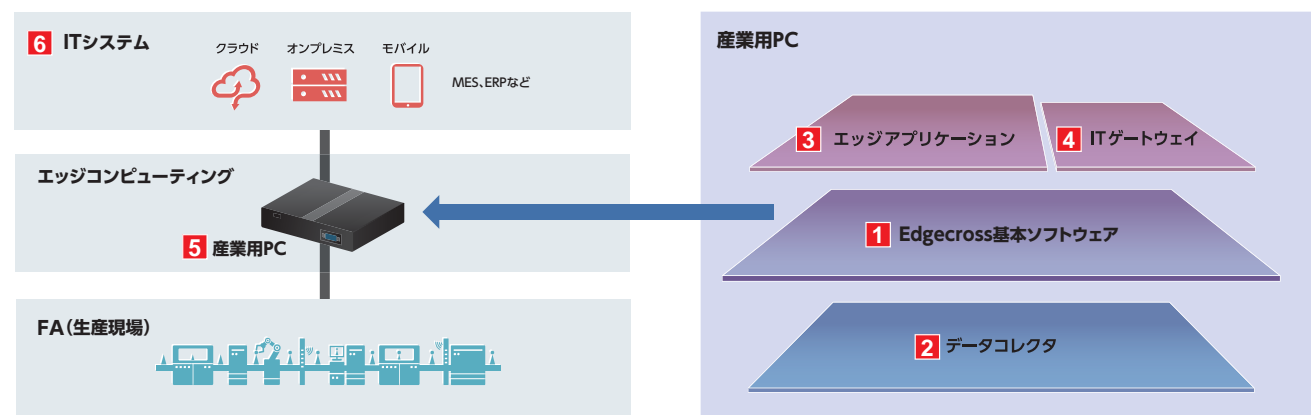 6 ITシステム
クラウド オンプレミス モバイル
MES、ERPなど
エッジコンピューティング
5 産業用PC
FA(生産現場)
産業用PC
3 エッジアプリケーション
4 ITゲートウェイ
1 Edgecross基本ソフトウェア
2 データコレクタ